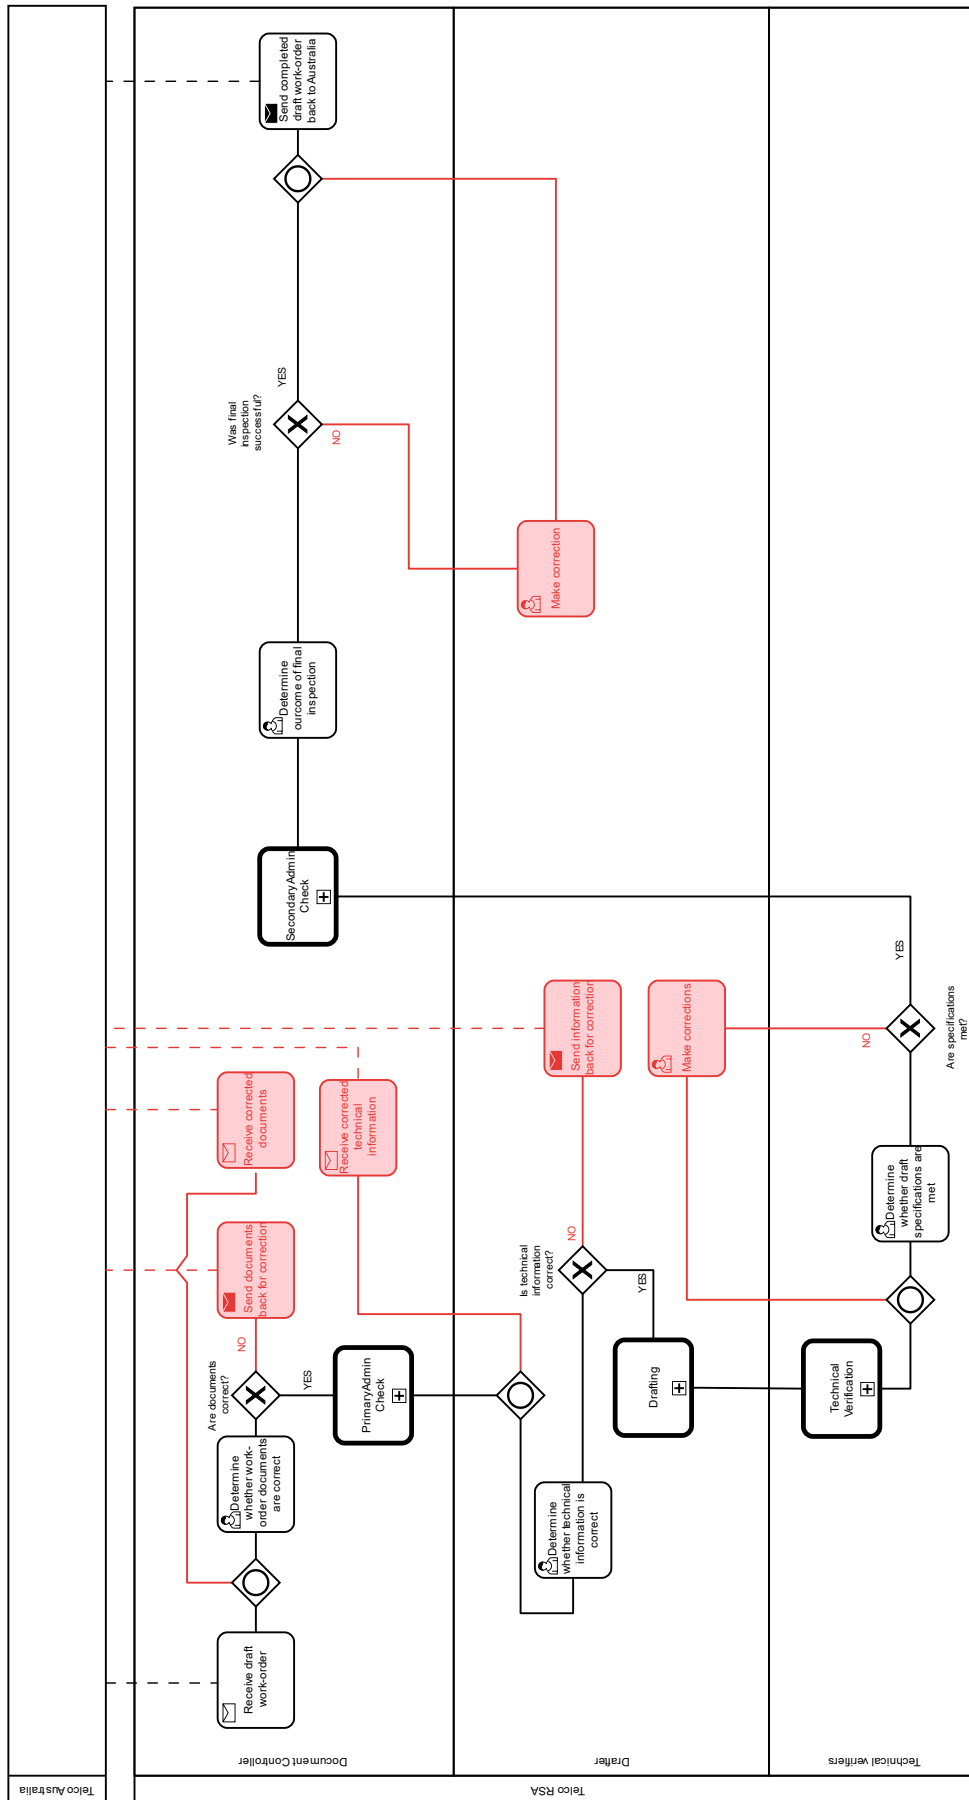 Telco Australia
Telco RSA
Document Controller
Drafter
Technical verifiers
Receive draft
work-order
Determine
whether work-
order documents
are correct
Are documents
correct?
NO
YES
Send documents
back for correction
Receive corrected
documents
Primary Admin
Check
Receive corrected
technical
information
Determine
whether technical
information is
correct
Is technical
information
correct?
NO
YES
Send information
back for correction
Drafting
Technical
Verification
Determine
whether draft
specifications are
met
Are specifications
met?
NO
YES
Make corrections
Secondary Admin
Check
Determine
ourcome of final
inspection
Was final
inspection
successful?
NO
YES
Make correction
Send completed
draft work-order
back to Australia